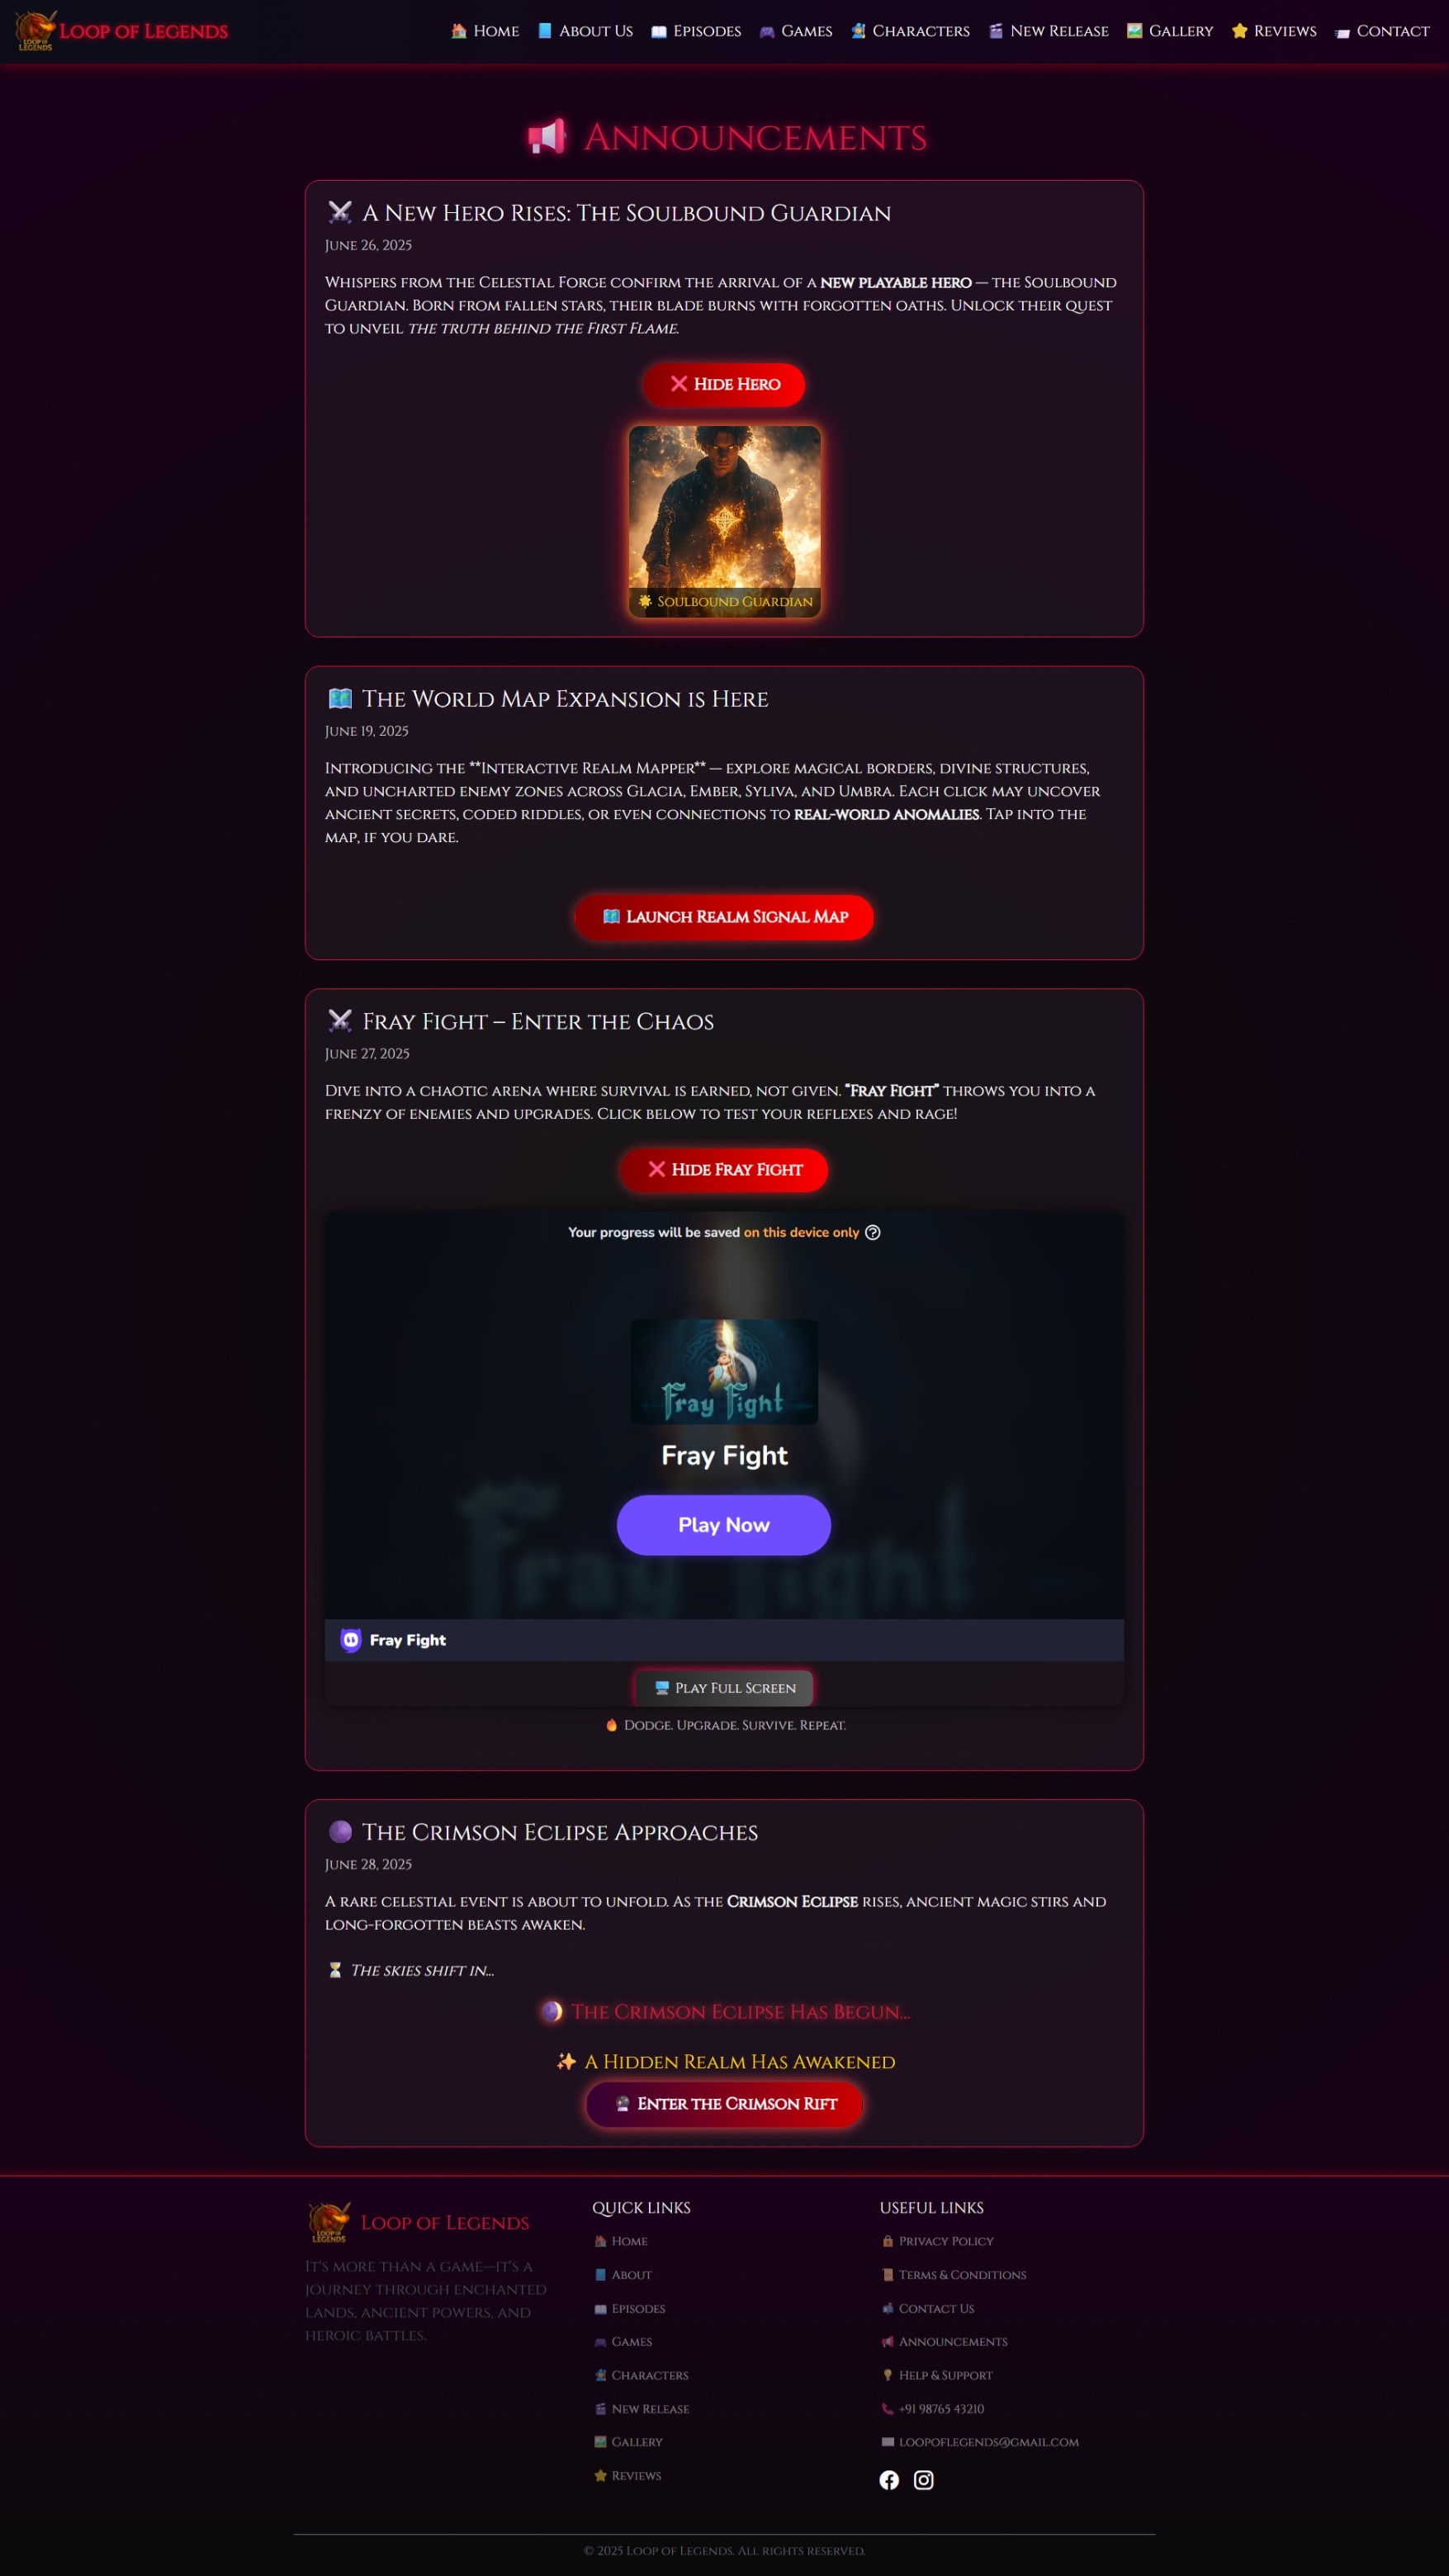 LOOP OF LEGENDS
Loop of Legends
🏠 Home 📘 About Us 📖 Episodes 🎮 Games 🧙 Characters 🎬 New Release 🖼️ Gallery ⭐ Reviews 📨 Contact
📢 Announcements
⚔️ A New Hero Rises: The Soulbound Guardian
June 26, 2025
Whispers from the Celestial Forge confirm the arrival of a new playable hero — the Soulbound
Guardian. Born from fallen stars, their blade burns with forgotten oaths. Unlock their quest
to unveil the truth behind the First Flame.
❌ Hide Hero
🌟 Soulbound Guardian
🗺️ The World Map Expansion is Here
June 19, 2025
Introducing the **Interactive Realm Mapper** — explore magical borders, divine structures,
and uncharted enemy zones across Glacia, Ember, Syliva, and Umbra. Each click may uncover
ancient secrets, coded riddles, or even connections to real-world anomalies. Tap into the
map, if you dare.
🗺️ Launch Realm Signal Map
⚔️ Fray Fight – Enter the Chaos
June 27, 2025
Dive into a chaotic arena where survival is earned, not given. “Fray Fight” throws you into a
frenzy of enemies and upgrades. Click below to test your reflexes and rage!
❌ Hide Fray Fight
Your progress will be saved on this device only ?
Fray Fight
Fray Fight
Play Now
Fray Fight
Fray Fight
🖥️ Play Full Screen
🔥 Dodge. Upgrade. Survive. Repeat.
🌑 The Crimson Eclipse Approaches
June 28, 2025
A rare celestial event is about to unfold. As the Crimson Eclipse rises, ancient magic stirs and
long-forgotten beasts awaken.
⏳ The skies shift in...
🌒 The Crimson Eclipse Has Begun...
✨ A Hidden Realm Has Awakened
🔮 Enter the Crimson Rift
LOOP OF LEGENDS
Loop of Legends
It's more than a game—it's a
journey through enchanted
lands, ancient powers, and
heroic battles.
QUICK LINKS
🏠 Home
📘 About
📖 Episodes
🎮 Games
🧙 Characters
🎬 New Release
🖼️ Gallery
⭐ Reviews
USEFUL LINKS
🔒 Privacy Policy
📜 Terms & Conditions
📬 Contact Us
📢 Announcements
💡 Help & Support
📞 +91 98765 43210
📧 loopoflegends@gmail.com
© 2025 Loop of Legends. All rights reserved.